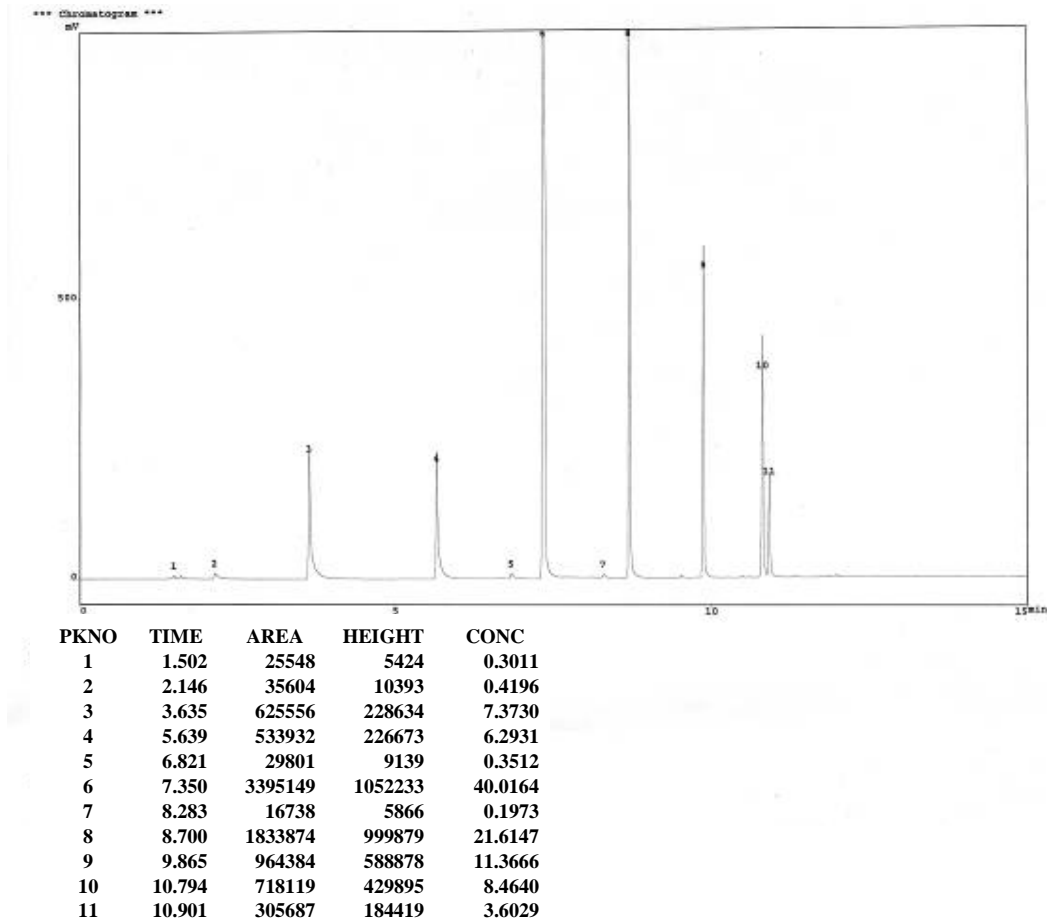 *** Chromatogram ***
mV
500
0
1
2
3
4
5
7
9
10
11
0 5 10 15min
PKNO TIME AREA HEIGHT CONC
1 1.502 25548 5424 0.3011
2 2.146 35604 10393 0.4196
3 3.635 625556 228634 7.3730
4 5.639 533932 226673 6.2931
5 6.821 29801 9139 0.3512
6 7.350 3395149 1052233 40.0164
7 8.283 16738 5866 0.1973
8 8.700 1833874 999879 21.6147
9 9.865 964384 588878 11.3666
10 10.794 718119 429895 8.4640
11 10.901 305687 184419 3.6029